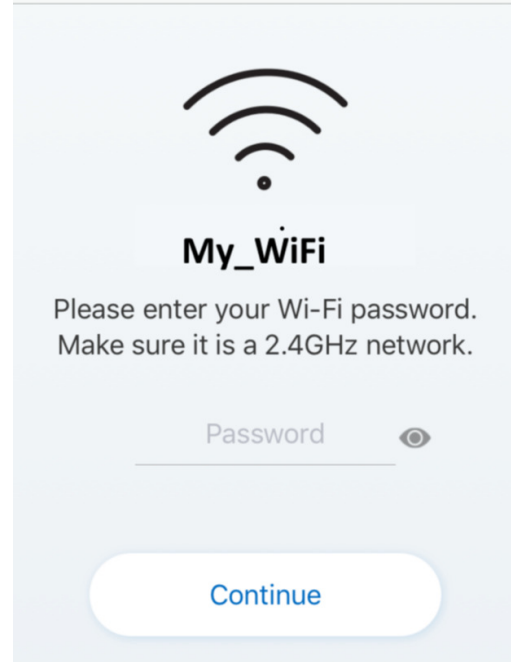 My_WiFi
Please enter your Wi-Fi password.
Make sure it is a 2.4GHz network.
Password
Continue